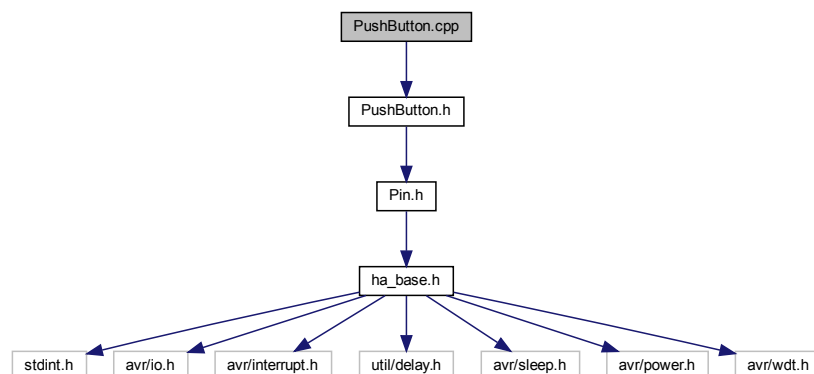 PushButton.cpp
PushButton.h
Pin.h
ha_base.h
stdint.h
avr/io.h
avr/interrupt.h
util/delay.h
avr/sleep.h
avr/power.h
avr/wdt.h